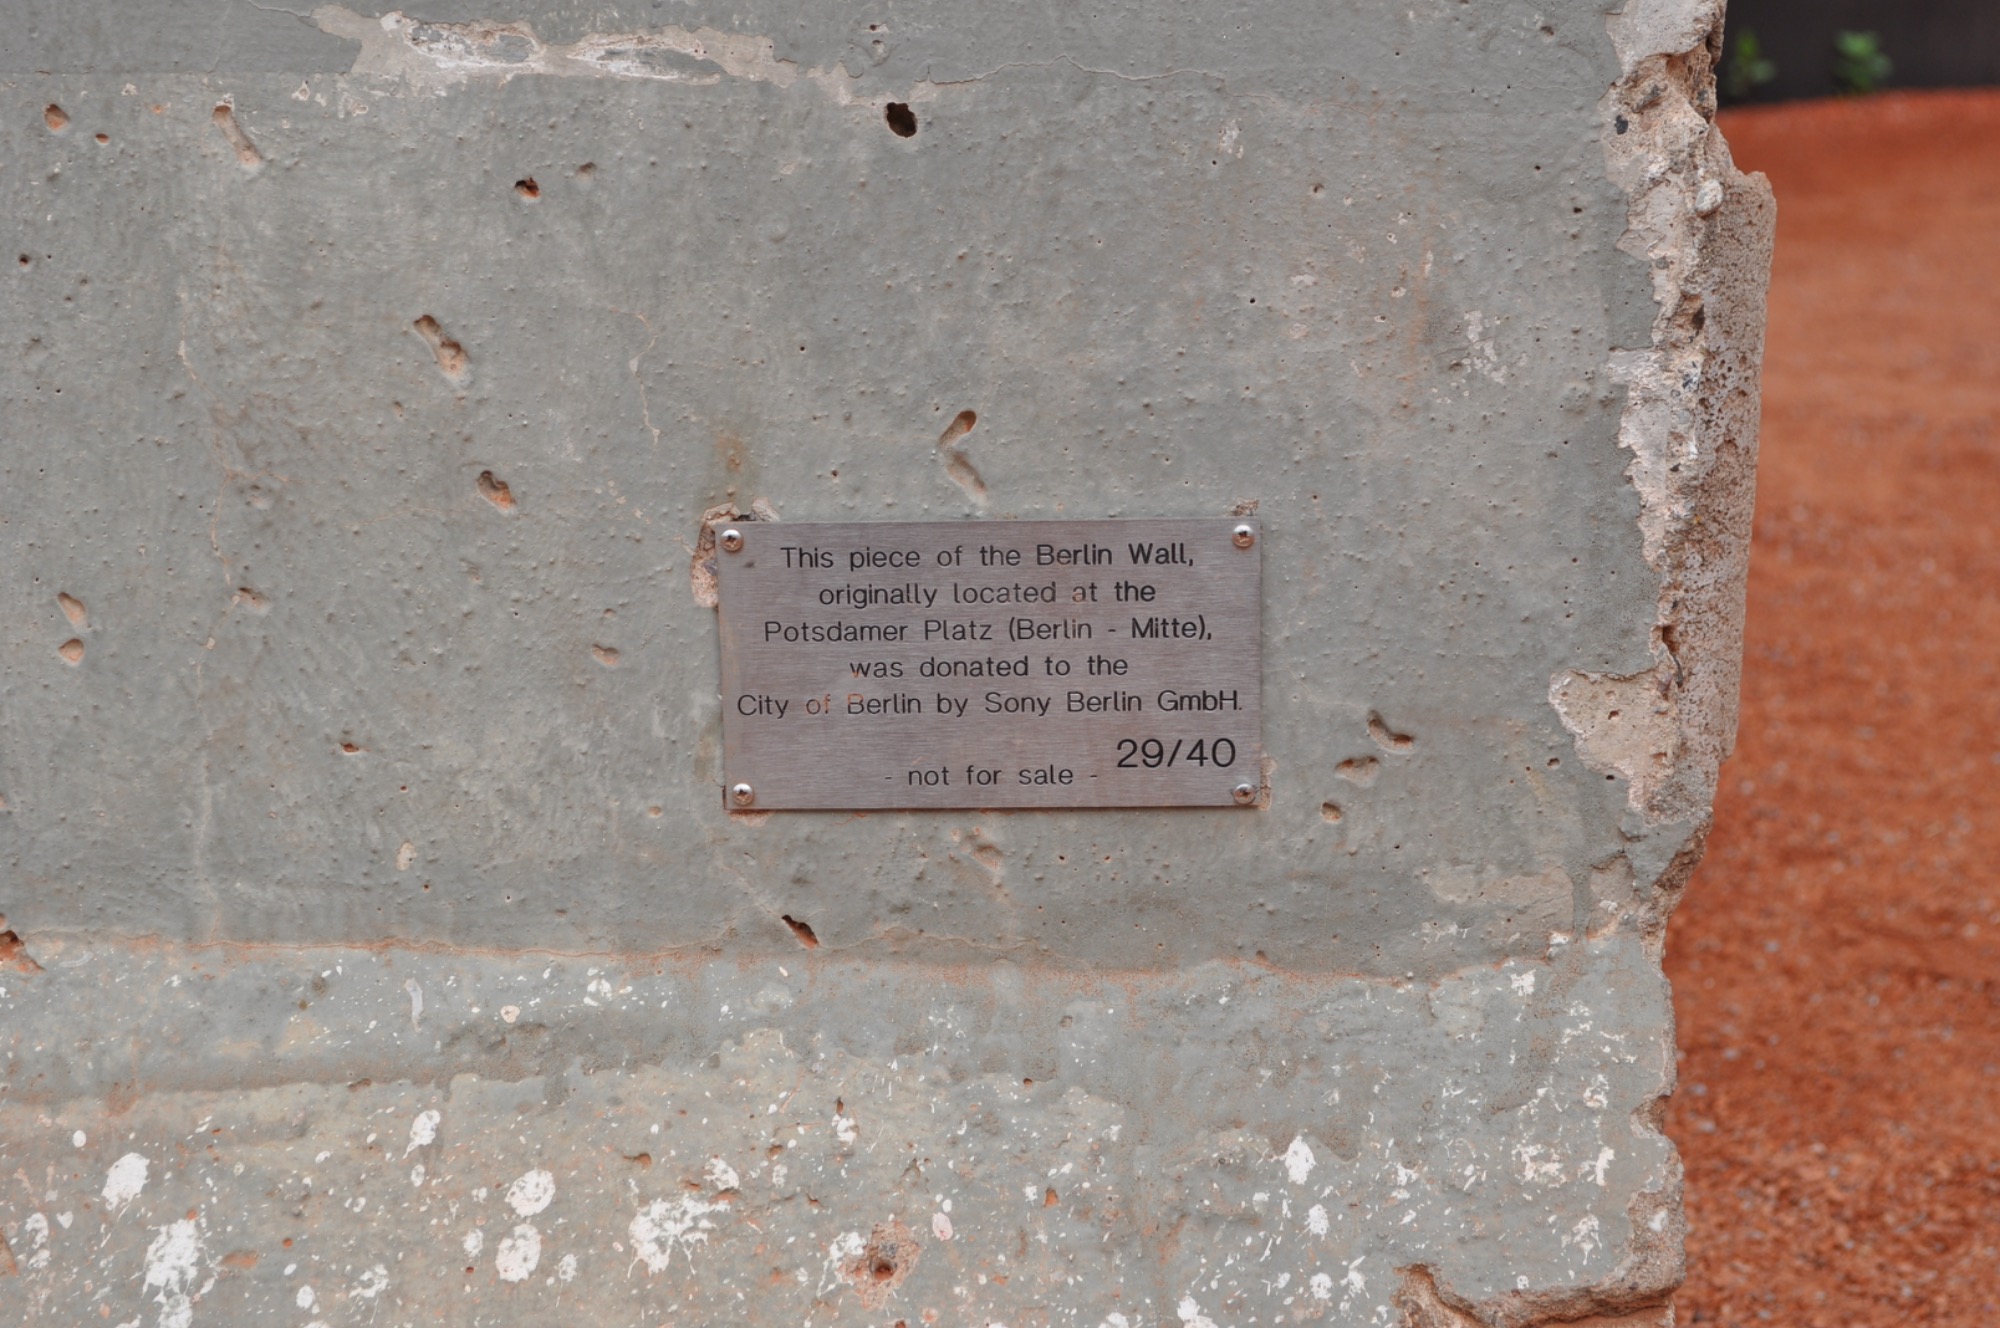 This piece of the Berlin Wall,
originally located at the
Potsdamer Platz (Berlin - Mitte),
was donated to the
City of Berlin by Sony Berlin GmbH.
29/40
- not for sale -